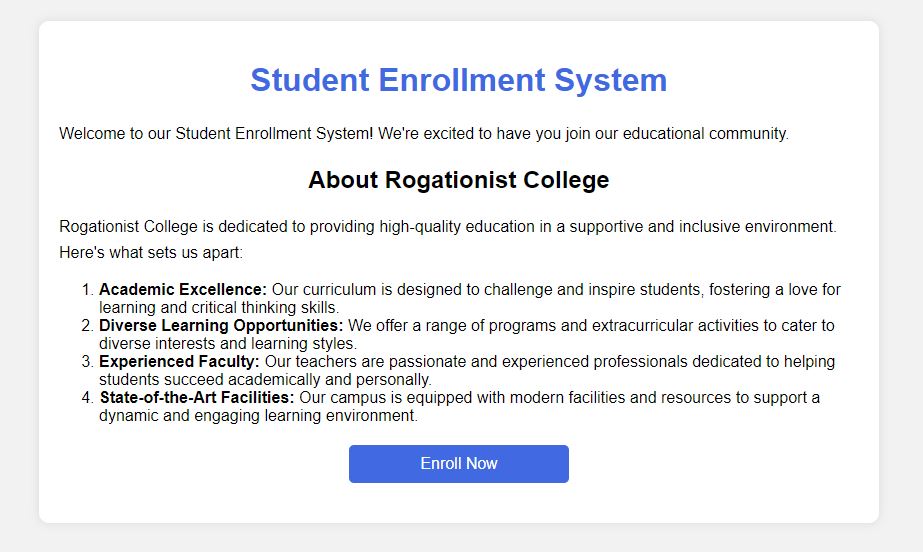 Student Enrollment System
Welcome to our Student Enrollment System! We're excited to have you join our educational community.
About Rogationist College
Rogationist College is dedicated to providing high-quality education in a supportive and inclusive environment.
Here's what sets us apart:
1. Academic Excellence: Our curriculum is designed to challenge and inspire students, fostering a love for
learning and critical thinking skills.
2. Diverse Learning Opportunities: We offer a range of programs and extracurricular activities to cater to
diverse interests and learning styles.
3. Experienced Faculty: Our teachers are passionate and experienced professionals dedicated to helping
students succeed academically and personally.
4. State-of-the-Art Facilities: Our campus is equipped with modern facilities and resources to support a
dynamic and engaging learning environment.
Enroll Now